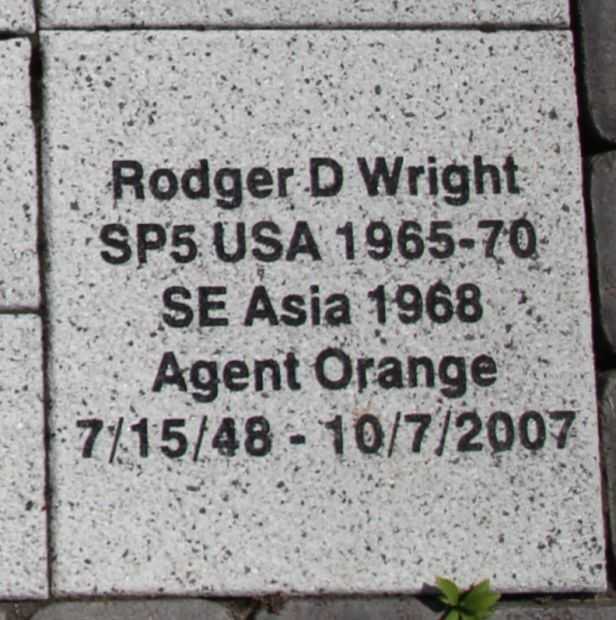 Rodger D Wright
SP5 USA 1965-70
SE Asia 1968
Agent Orange
7/15/48 - 10/7/2007